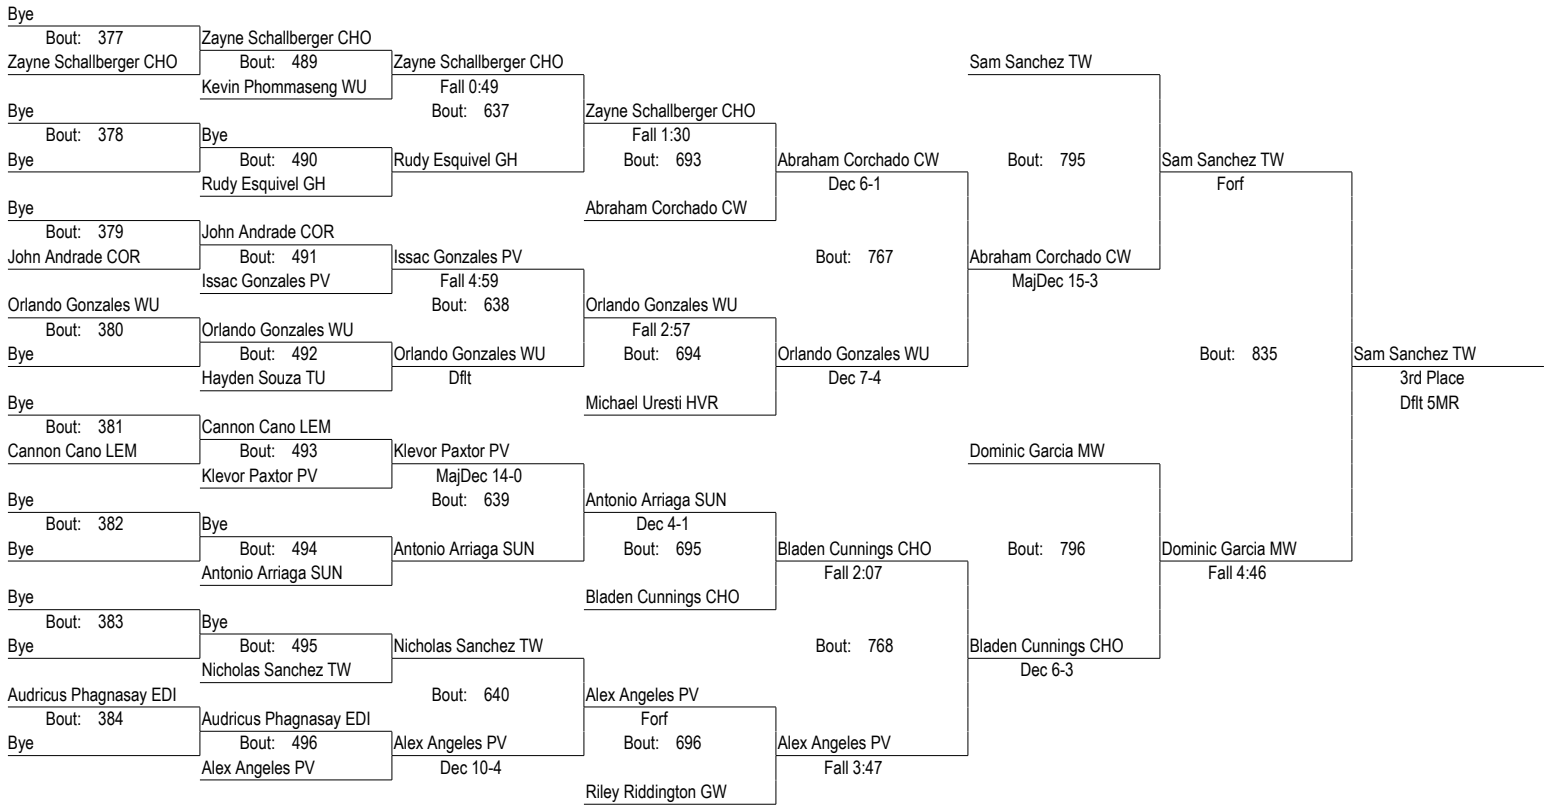 Bye
Bout: 377
Zayne Schallberger CHO
Bye
Bout: 378
Bye
Bye
Bout: 379
John Andrade COR
Orlando Gonzales WU
Bout: 380
Bye
Bye
Bout: 381
Cannon Cano LEM
Bye
Bout: 382
Bye
Bye
Bout: 383
Bye
Audricus Phagnasay EDI
Bout: 384
Bye
Zayne Schallberger CHO
Bout: 489
Kevin Phommaseng WU
Bye
Bout: 490
Rudy Esquivel GH
John Andrade COR
Bout: 491
Issac Gonzales PV
Orlando Gonzales WU
Bout: 492
Hayden Souza TU
Cannon Cano LEM
Bout: 493
Klevor Paxtor PV
Bye
Bout: 494
Antonio Arriaga SUN
Bye
Bout: 495
Nicholas Sanchez TW
Audricus Phagnasay EDI
Bout: 496
Alex Angeles PV
Zayne Schallberger CHO
Fall 0:49
Bout: 637
Rudy Esquivel GH
Issac Gonzales PV
Fall 4:59
Bout: 638
Orlando Gonzales WU
Dflt
Klevor Paxtor PV
MajDec 14-0
Bout: 639
Antonio Arriaga SUN
Nicholas Sanchez TW
Bout: 640
Alex Angeles PV
Dec 10-4
Zayne Schallberger CHO
Fall 1:30
Bout: 693
Abraham Corchado CW
Orlando Gonzales WU
Fall 2:57
Bout: 694
Michael Uresti HVR
Antonio Arriaga SUN
Dec 4-1
Bout: 695
Bladen Cunnings CHO
Alex Angeles PV
Forf
Bout: 696
Riley Riddington GW
Abraham Corchado CW
Dec 6-1
Bout: 767
Orlando Gonzales WU
Dec 7-4
Bladen Cunnings CHO
Fall 2:07
Bout: 768
Alex Angeles PV
Fall 3:47
Sam Sanchez TW
Bout: 795
Abraham Corchado CW
MajDec 15-3
Dominic Garcia MW
Bout: 796
Bladen Cunnings CHO
Dec 6-3
Sam Sanchez TW
Forf
Bout: 835
Dominic Garcia MW
Fall 4:46
Sam Sanchez TW
3rd Place
Dflt 5MR